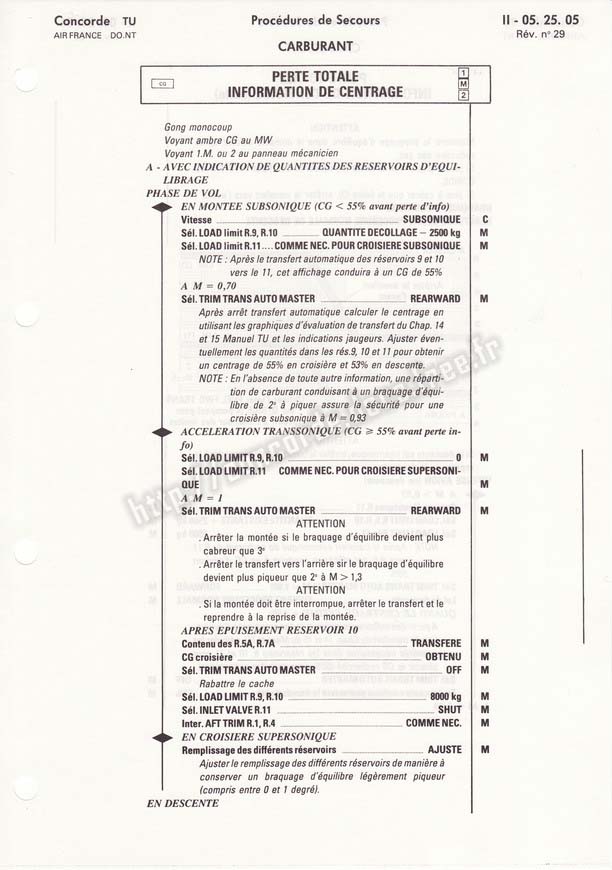 Concorde TU
AIR FRANCE DO.NT
Procédures de Secours
CARBURANT
II - 05. 25. 05
Rév. n° 29
CG
PERTE TOTALE
INFORMATION DE CENTRAGE
1
M
2
Gong monocoup
Voyant ambre CG au MW
Voyant 1.M. ou 2 au panneau mécanicien
A - AVEC INDICATION DE QUANTITES DES RESERVOIRS D'EQUI-
LIBRAGE
PHASE DE VOL
EN MONTEE SUBSONIQUE (CG < 55% avant perte d'info)
Vitesse SUBSONIQUE C
Sél. LOAD limit R.9, R.10 QUANTITE DECOLLAGE – 2500 kg M
Sél. LOAD limit R.11 .... COMME NEC. POUR CROISIERE SUBSONIQUE M
NOTE : Après le transfert automatique des réservoirs 9 et 10
vers le 11, cet affichage conduira à un CG de 55%
A M = 0,70
Sél. TRIM TRANS AUTO MASTER REARWARD M
Après arrêt transfert automatique calculer le centrage en
utilisant les graphiques d'évaluation de transfert du Chap. 14
et 15 Manuel TU et les indications jaugeurs. Ajuster éven-
tuellement les quantités dans les rés.9, 10 et 11 pour obtenir
un centrage de 55% en croisière et 53% en descente.
NOTE : En l'absence de toute autre information, une réparti-
tion de carburant conduisant à un braquage d'équi-
libre de 2° à piquer assure la sécurité pour une
croisière subsonique à M = 0,93
ACCELERATION TRANSSONIQUE (CG ≥ 55% avant perte in-
fo)
Sél. LOAD LIMIT R.9, R.10 0 M
Sél. LOAD LIMIT R.11 COMME NEC. POUR CROISIERE SUPERSONI-
QUE M
A M = 1
Sél. TRIM TRANS AUTO MASTER REARWARD M
ATTENTION
. Arrêter la montée si le braquage d'équilibre devient plus
cabreur que 3°
. Arrêter le transfert vers l'arrière sir le braquage d'équilibre
devient plus piqueur que 2° à M > 1,3
ATTENTION
. Si la montée doit être interrompue, arrêter le transfert et le
reprendre à la reprise de la montée.
APRES EPUISEMENT RESERVOIR 10
Contenu des R.5A, R.7A TRANSFERE M
CG croisière OBTENU M
Sél. TRIM TRANS AUTO MASTER OFF M
Rabattre le cache
Sél. LOAD LIMIT R.9, R.10 8000 kg M
Sél. INLET VALVE R.11 SHUT M
Inter. AFT TRIM R.1, R.4 COMME NEC. M
EN CROISIERE SUPERSONIQUE
Remplissage des différents réservoirs AJUSTE M
Ajuster le remplissage des différents réservoirs de manière à
conserver un braquage d'équilibre légèrement piqueur
(compris entre 0 et 1 degré).
EN DESCENTE